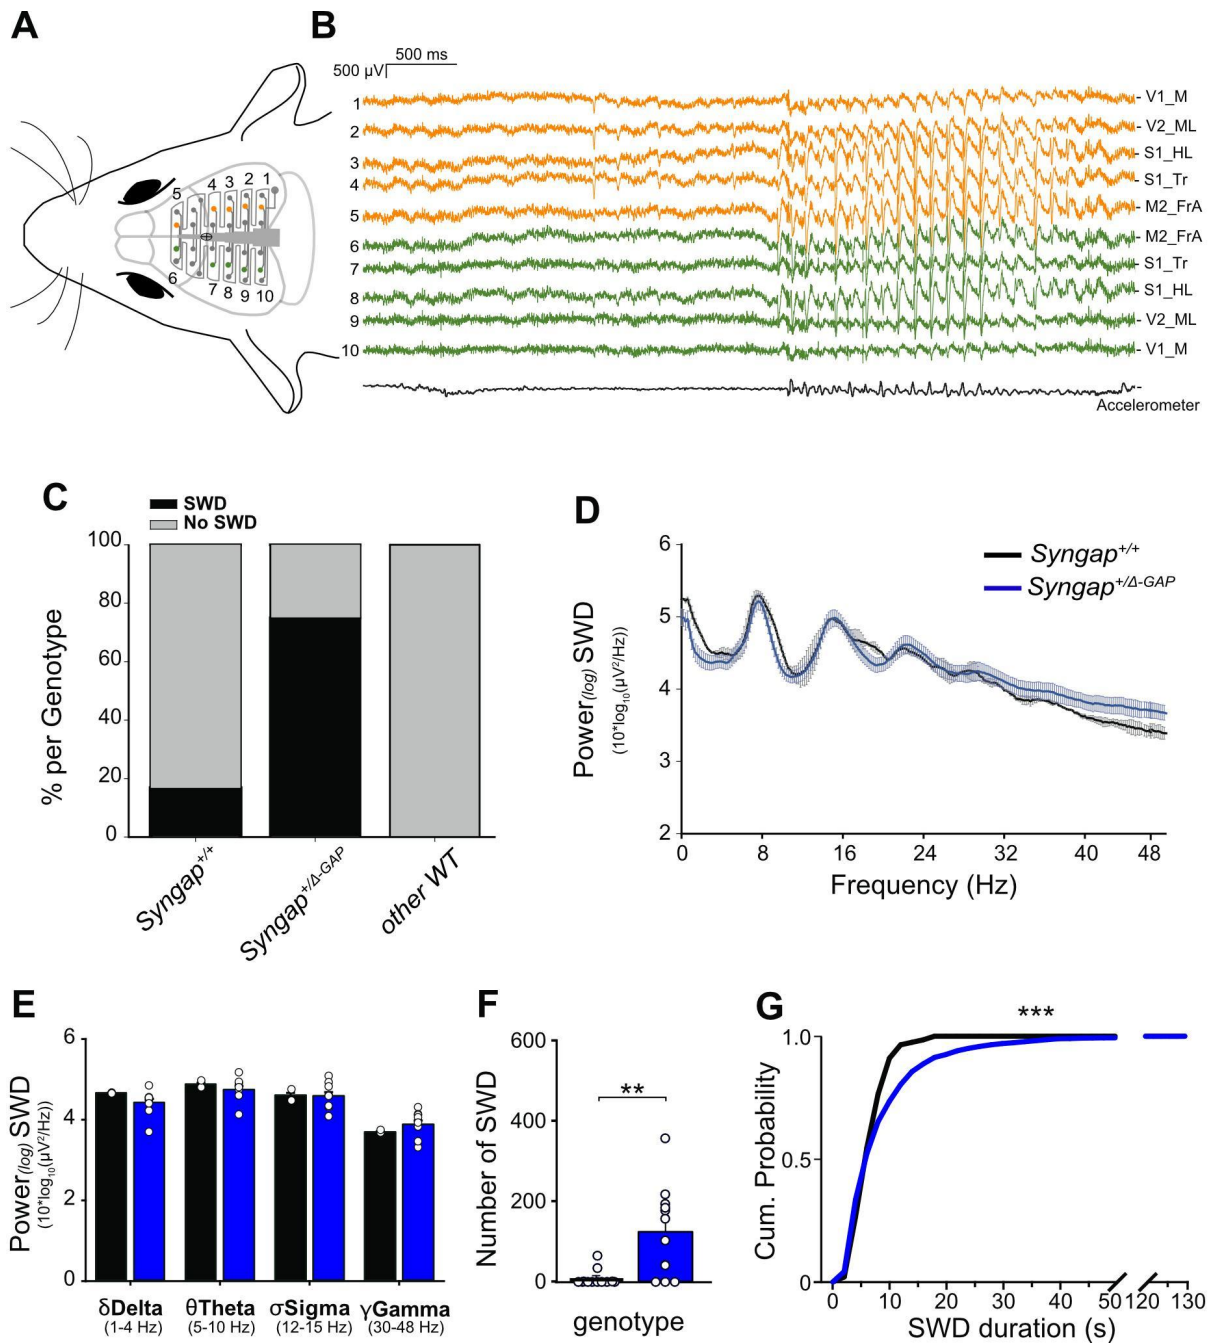 A
5 4 3 2 1
6 7 8 9 10
B
500 ms
500 µV
1 - V1_M
2 - V2_ML
3 - S1_HL
4 - S1_Tr
5 - M2_FrA
6 - M2_FrA
7 - S1_Tr
8 - S1_HL
9 - V2_ML
10 - V1_M
-
Accelerometer
C
SWD
No SWD
100
80
60
40
20
0
% per Genotype
Syngap+/+
Syngap+/Δ-GAP
other WT
D
Syngap+/+
Syngap+/Δ-GAP
6
5
4
3
2
Power(log) SWD
(10*log10(µV2/Hz))
0 8 16 24 32 40 48
Frequency (Hz)
E
6
4
2
0
Power(log) SWD
(10*log10(µV2/Hz))
δDelta θTheta σSigma γGamma
(1-4 Hz) (5-10 Hz) (12-15 Hz) (30-48 Hz)
F
600
400
200
0
Number of SWD
**
genotype
G
***
1.0
0.5
0
Cum. Probability
0 10 20 30 40 50 120 130
SWD duration (s)